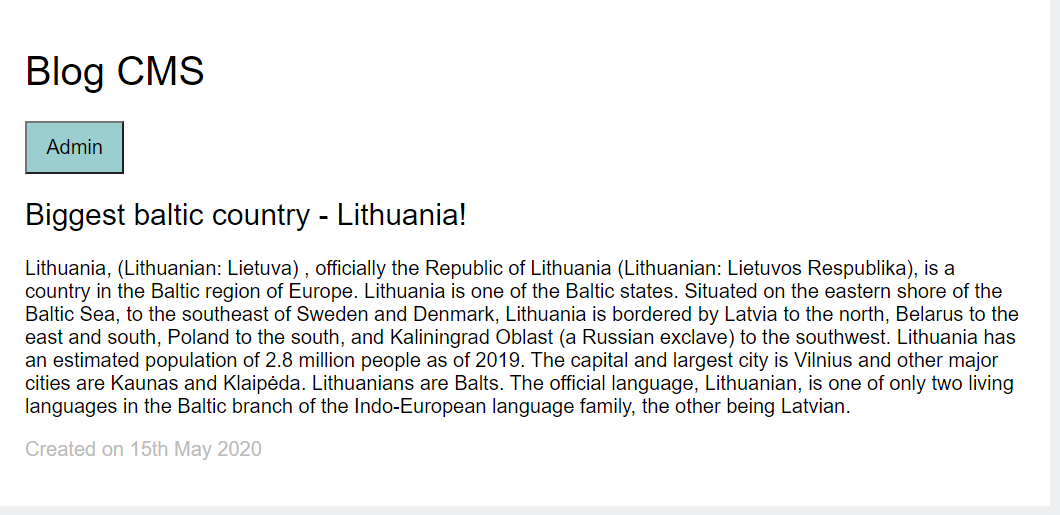 Blog CMS
Admin
Biggest baltic country - Lithuania!
Lithuania, (Lithuanian: Lietuva) , officially the Republic of Lithuania (Lithuanian: Lietuvos Respublika), is a
country in the Baltic region of Europe. Lithuania is one of the Baltic states. Situated on the eastern shore of the
Baltic Sea, to the southeast of Sweden and Denmark, Lithuania is bordered by Latvia to the north, Belarus to the
east and south, Poland to the south, and Kaliningrad Oblast (a Russian exclave) to the southwest. Lithuania has
an estimated population of 2.8 million people as of 2019. The capital and largest city is Vilnius and other major
cities are Kaunas and Klaipėda. Lithuanians are Balts. The official language, Lithuanian, is one of only two living
languages in the Baltic branch of the Indo-European language family, the other being Latvian.
Created on 15th May 2020